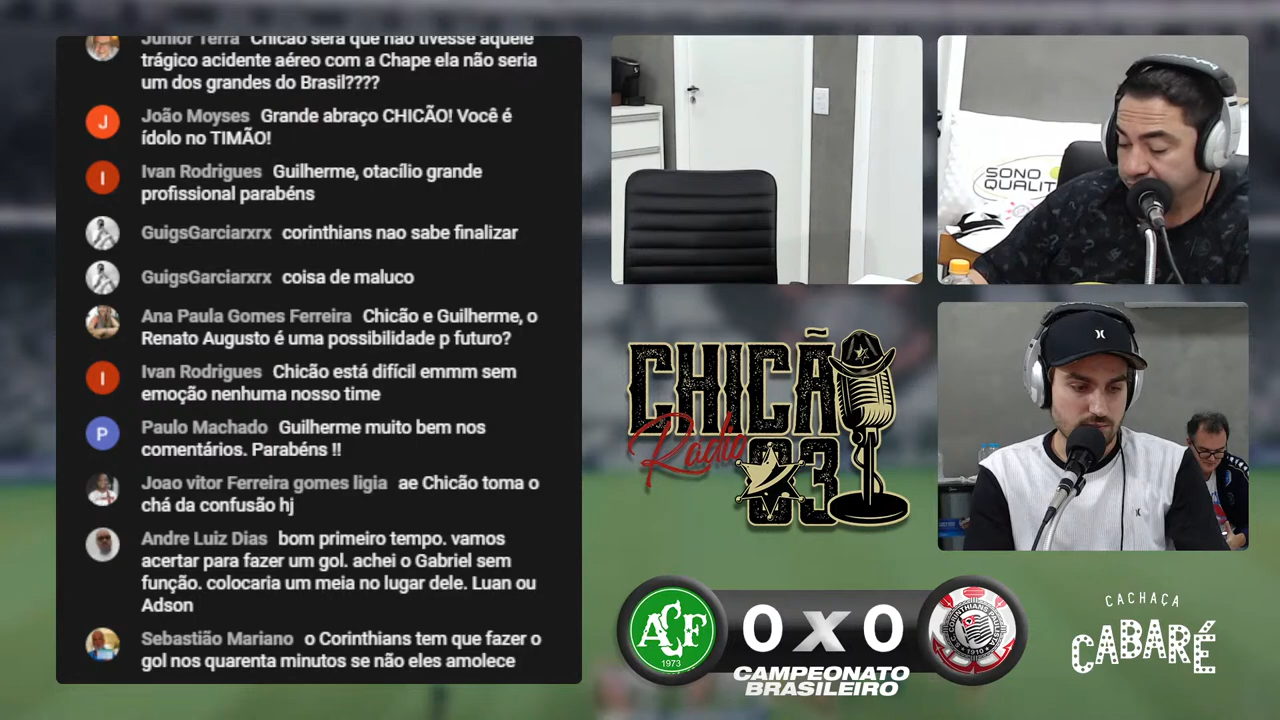 Junior Terra Chicão será que não tivesse aquele
trágico acidente aéreo com a Chape ela não seria
um dos grandes do Brasil????
J
João Moyses Grande abraço CHICÃO! Você é
ídolo no TIMÃO!
I
Ivan Rodrigues Guilherme, otacílio grande
profissional parabéns
GuigsGarciarxrx corinthians nao sabe finalizar
GuigsGarciarxrx coisa de maluco
Ana Paula Gomes Ferreira Chicão e Guilherme, o
Renato Augusto é uma possibilidade p futuro?
I
Ivan Rodrigues Chicão está difícil emmm sem
emoção nenhuma nosso time
P
Paulo Machado Guilherme muito bem nos
comentários. Parabéns !!
Joao vitor Ferreira gomes ligia ae Chicão toma o
chá da confusão hj
Andre Luiz Dias bom primeiro tempo. vamos
acertar para fazer um gol. achei o Gabriel sem
função. colocaria um meia no lugar dele. Luan ou
Adson
Sebastião Mariano o Corinthians tem que fazer o
gol nos quarenta minutos se não eles amolece
SONO
QUALIT
CHICÃ
Radio
03
ACF
1973
0 X 0
CORINTHIANS PAULISTA
1910
CAMPEONATO
BRASILEIRO
CACHAÇA
CABARÉ